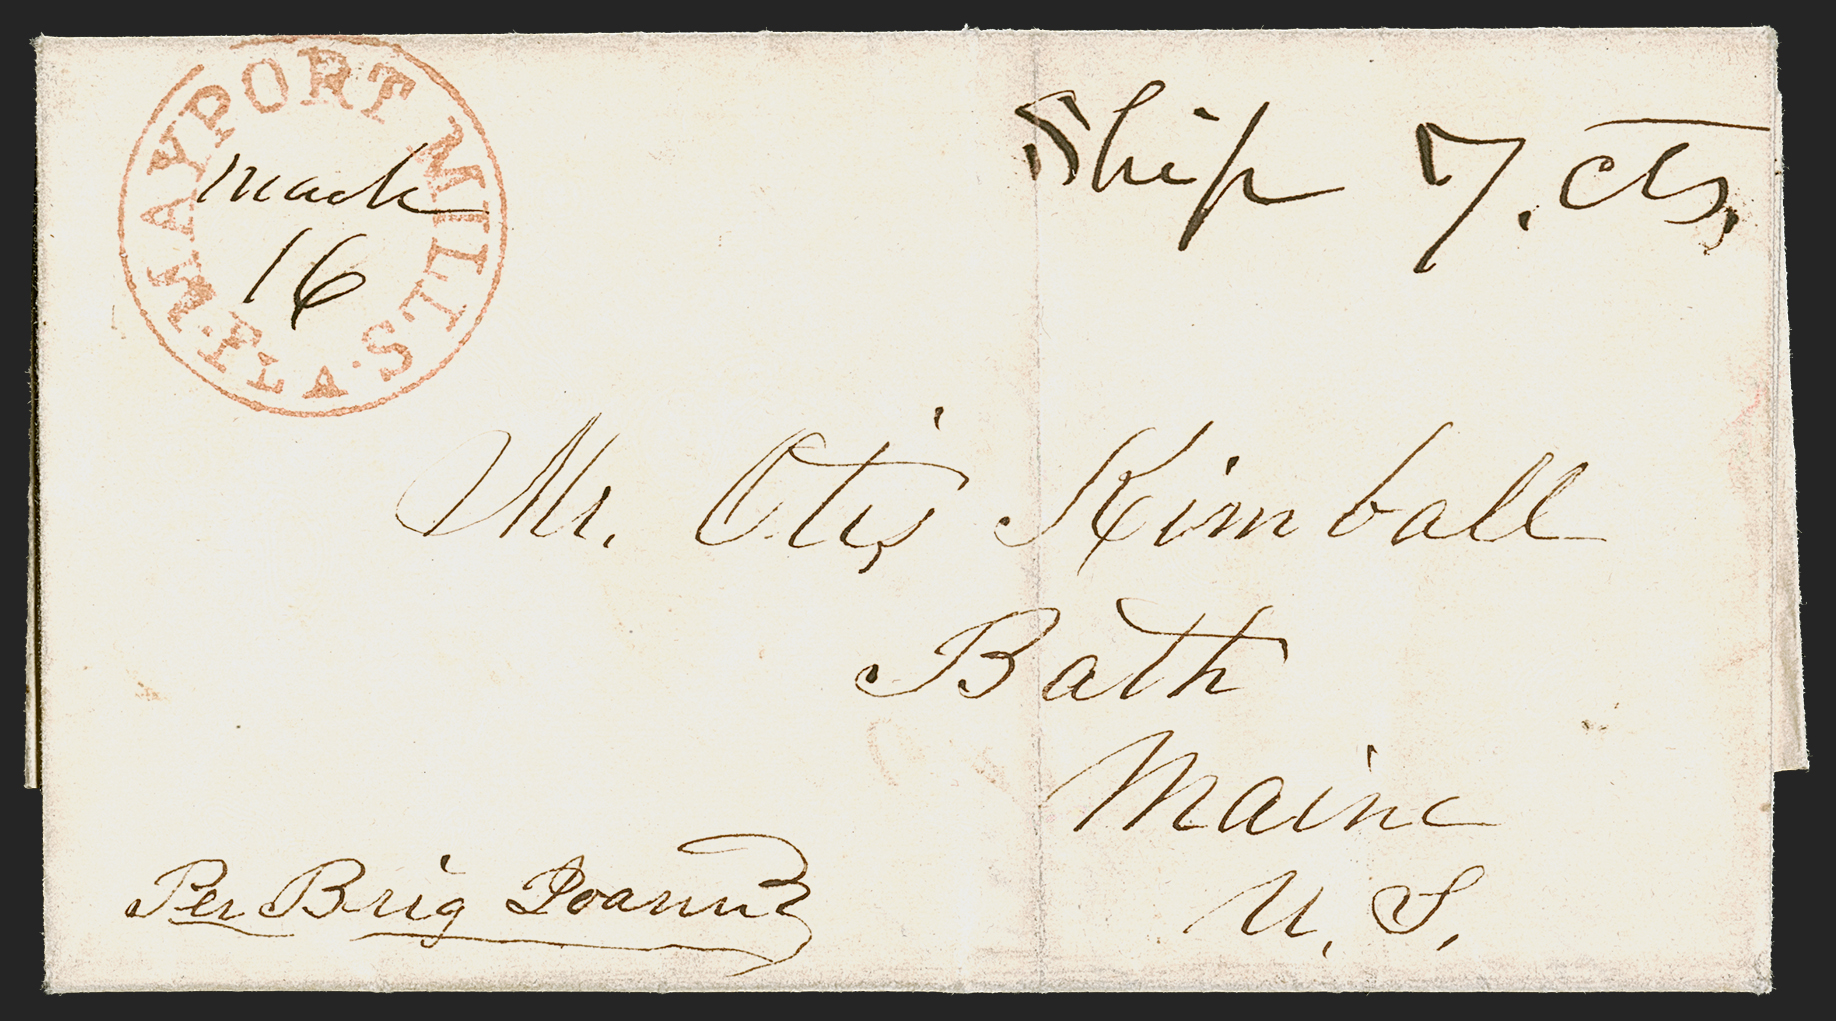 MAYPORT MILLS. FLA.
March
16
Ship 7. cts.
Mr. Otis Kimball
Bath
Maine
U. S.
Per Brig